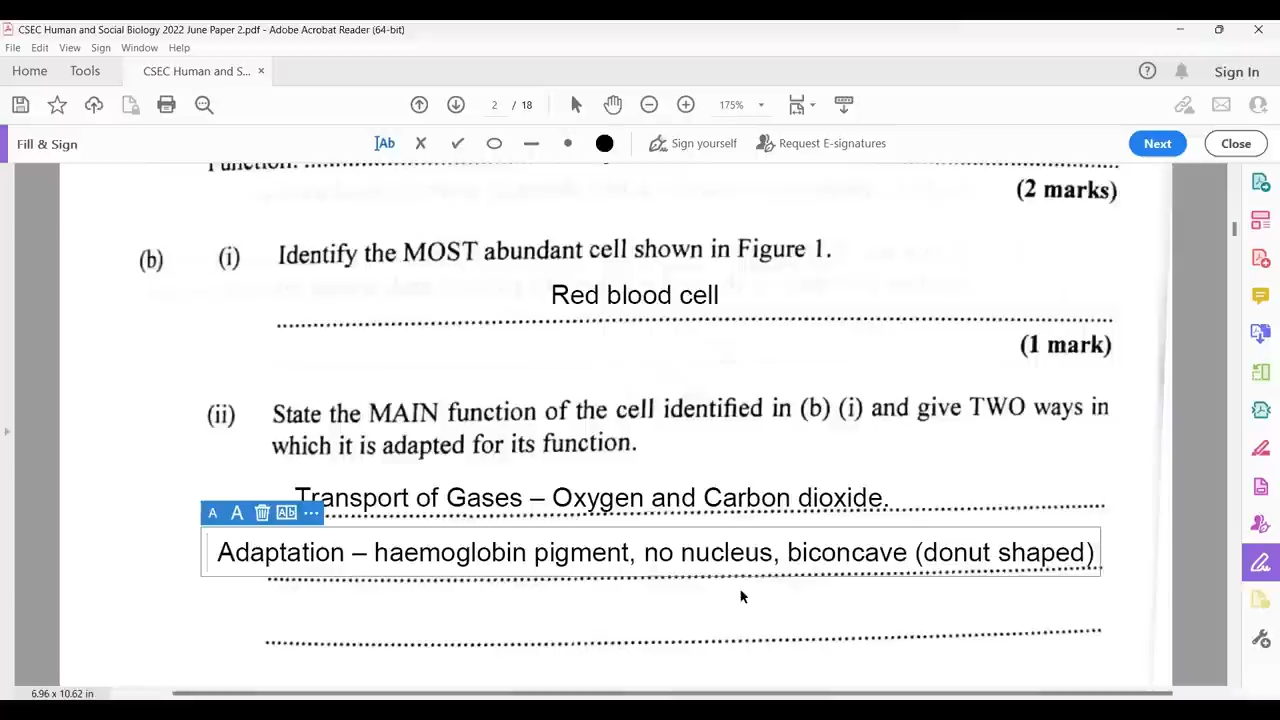 CSEC Human and Social Biology 2022 June Paper 2.pdf - Adobe Acrobat Reader (64-bit)
File Edit View Sign Window Help
Home Tools CSEC Human and S... × Sign In
2 / 18 175%
Fill & Sign Ab Sign yourself Request E-signatures Next Close
Function:
(2 marks)
(b) (i) Identify the MOST abundant cell shown in Figure 1.
Red blood cell
(1 mark)
(ii) State the MAIN function of the cell identified in (b) (i) and give TWO ways in
which it is adapted for its function.
Transport of Gases – Oxygen and Carbon dioxide.
A A Ab ...
Adaptation – haemoglobin pigment, no nucleus, biconcave (donut shaped)
6.96 x 10.62 in